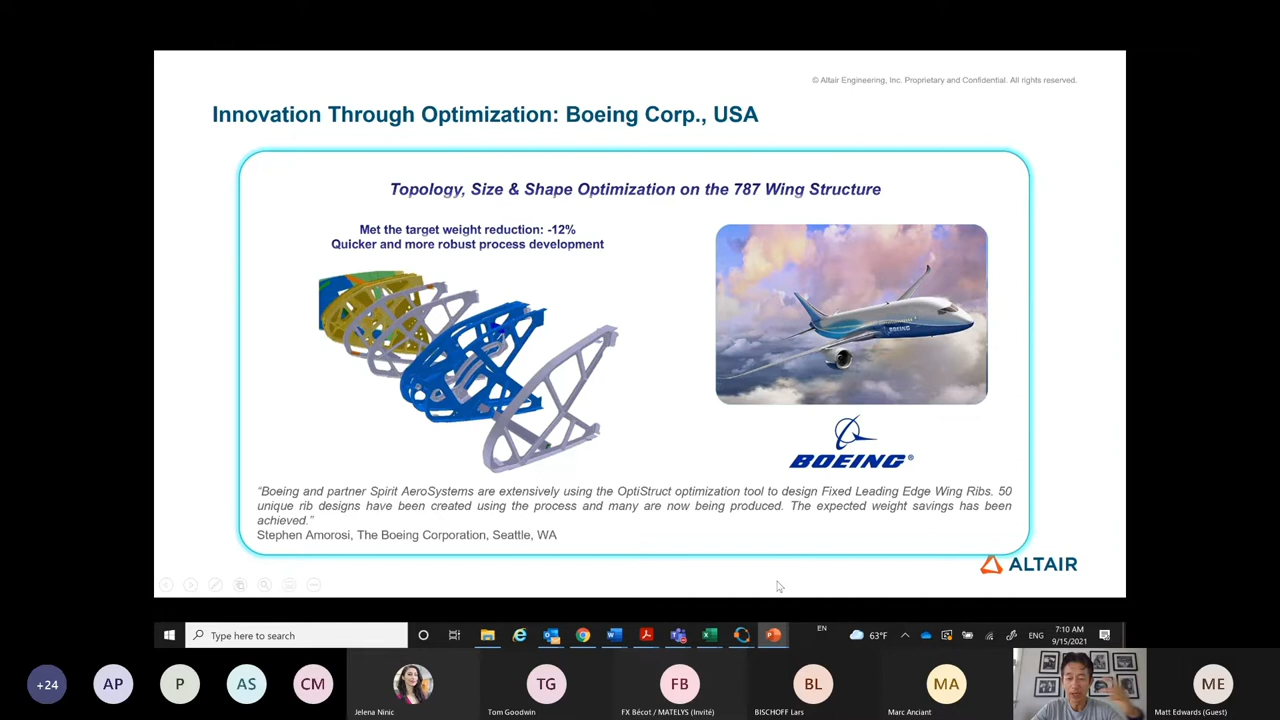 © Altair Engineering, Inc. Proprietary and Confidential. All rights reserved.
Innovation Through Optimization: Boeing Corp., USA
Topology, Size & Shape Optimization on the 787 Wing Structure
Met the target weight reduction: -12%
Quicker and more robust process development
BOEING
BOEING®
“Boeing and partner Spirit AeroSystems are extensively using the OptiStruct optimization tool to design Fixed Leading Edge Wing Ribs. 50
unique rib designs have been created using the process and many are now being produced. The expected weight savings has been
achieved.”
Stephen Amorosi, The Boeing Corporation, Seattle, WA
ALTAIR
Type here to search
EN
63°F
ENG
7:10 AM
9/15/2021
+24
AP
P
AS
CM
TG
FB
BL
MA
ME
Jelena Ninic
Tom Goodwin
FX Bécot / MATELYS (Invité)
BISCHOFF Lars
Marc Anciant
Matt Edwards (Guest)